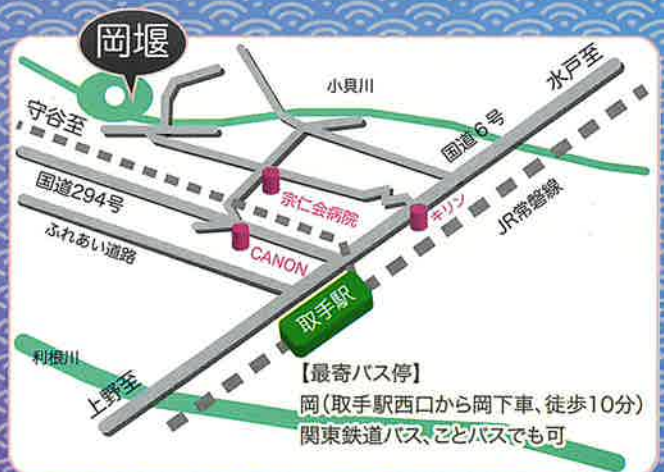 岡堰
小貝川
水戸至
守谷至
国道6号
国道294号
宗仁会病院
キリン
JR常磐線
ふれあい道路
CANON
取手駅
利根川
上野至
【最寄バス停】
岡(取手駅西口から岡下車、徒歩10分)
関東鉄道バス、ことバスでも可